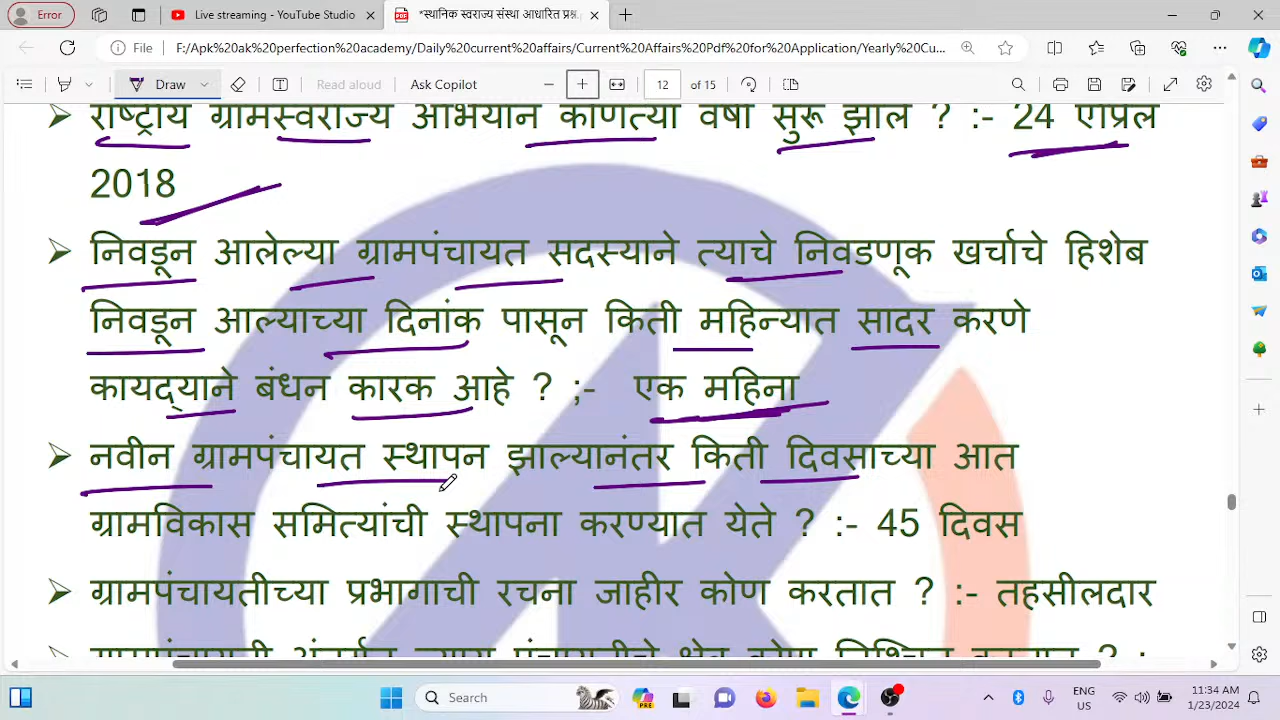 Error
Live streaming - YouTube Studio
*स्थानिक स्वराज्य संस्था आधारित प्रश्न.
File
F:/Apk%20ak%20perfection%20academy/Daily%20current%20affairs/Current%20Affairs%20Pdf%20for%20Application/Yearly%20Cu...
Draw
Read aloud
Ask Copilot
12 of 15
राष्ट्रीय ग्रामस्वराज्य अभियान कोणत्या वर्षी सुरू झाले ? :- 24 एप्रिल
2018
निवडून आलेल्या ग्रामपंचायत सदस्याने त्याचे निवडणूक खर्चाचे हिशेब
निवडून आल्याच्या दिनांक पासून किती महिन्यात सादर करणे
कायद्याने बंधन कारक आहे ? ;- एक महिना
नवीन ग्रामपंचायत स्थापन झाल्यानंतर किती दिवसाच्या आत
ग्रामविकास समित्यांची स्थापना करण्यात येते ? :- 45 दिवस
ग्रामपंचायतीच्या प्रभागाची रचना जाहीर कोण करतात ? :- तहसीलदार
Search
PRE
ENG
US
11:34 AM
1/23/2024